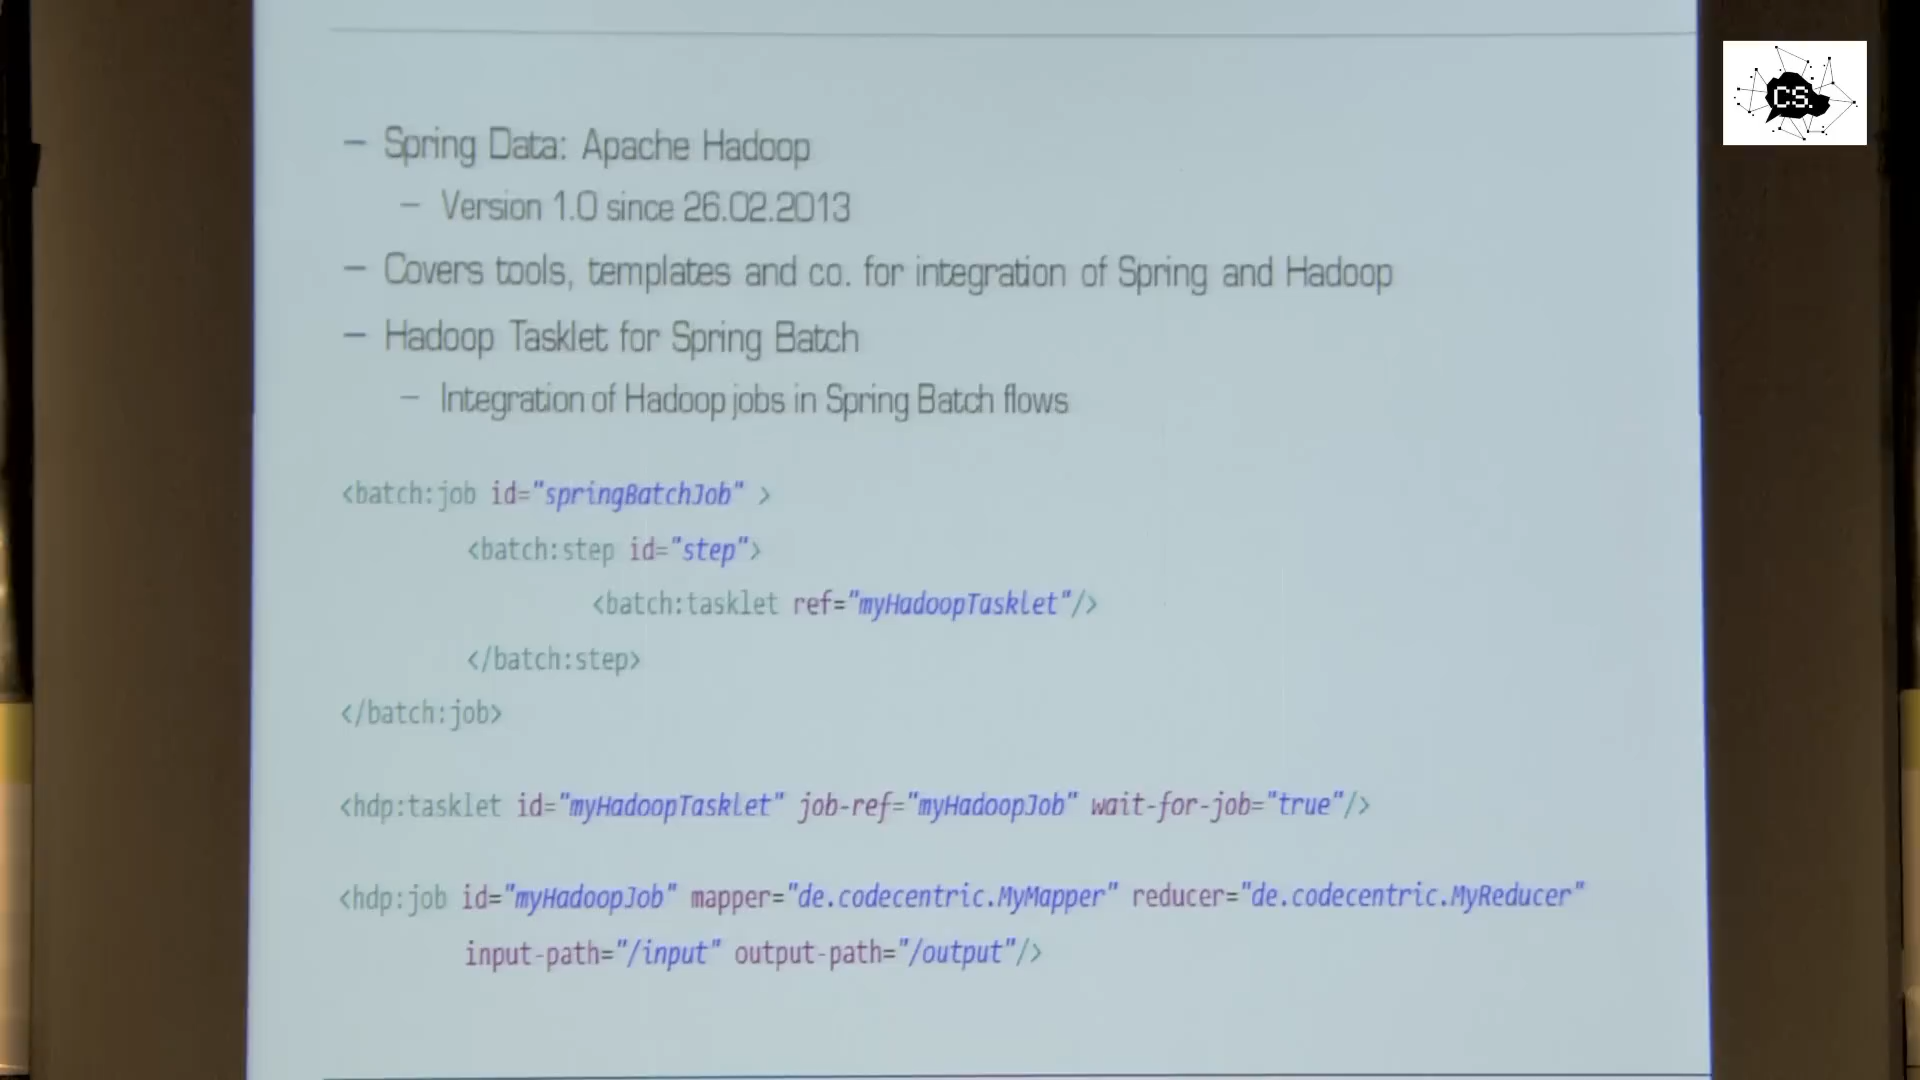 – Spring Data: Apache Hadoop
– Version 1.0 since 26.02.2013
– Covers tools, templates and co. for integration of Spring and Hadoop
– Hadoop Tasklet for Spring Batch
– Integration of Hadoop jobs in Spring Batch flows
<batch:job id="springBatchJob" >
<batch:step id="step">
<batch:tasklet ref="myHadoopTasklet"/>
</batch:step>
</batch:job>
<hdp:tasklet id="myHadoopTasklet" job-ref="myHadoopJob" wait-for-job="true"/>
<hdp:job id="myHadoopJob" mapper="de.codecentric.MyMapper" reducer="de.codecentric.MyReducer"
input-path="/input" output-path="/output"/>
CS.